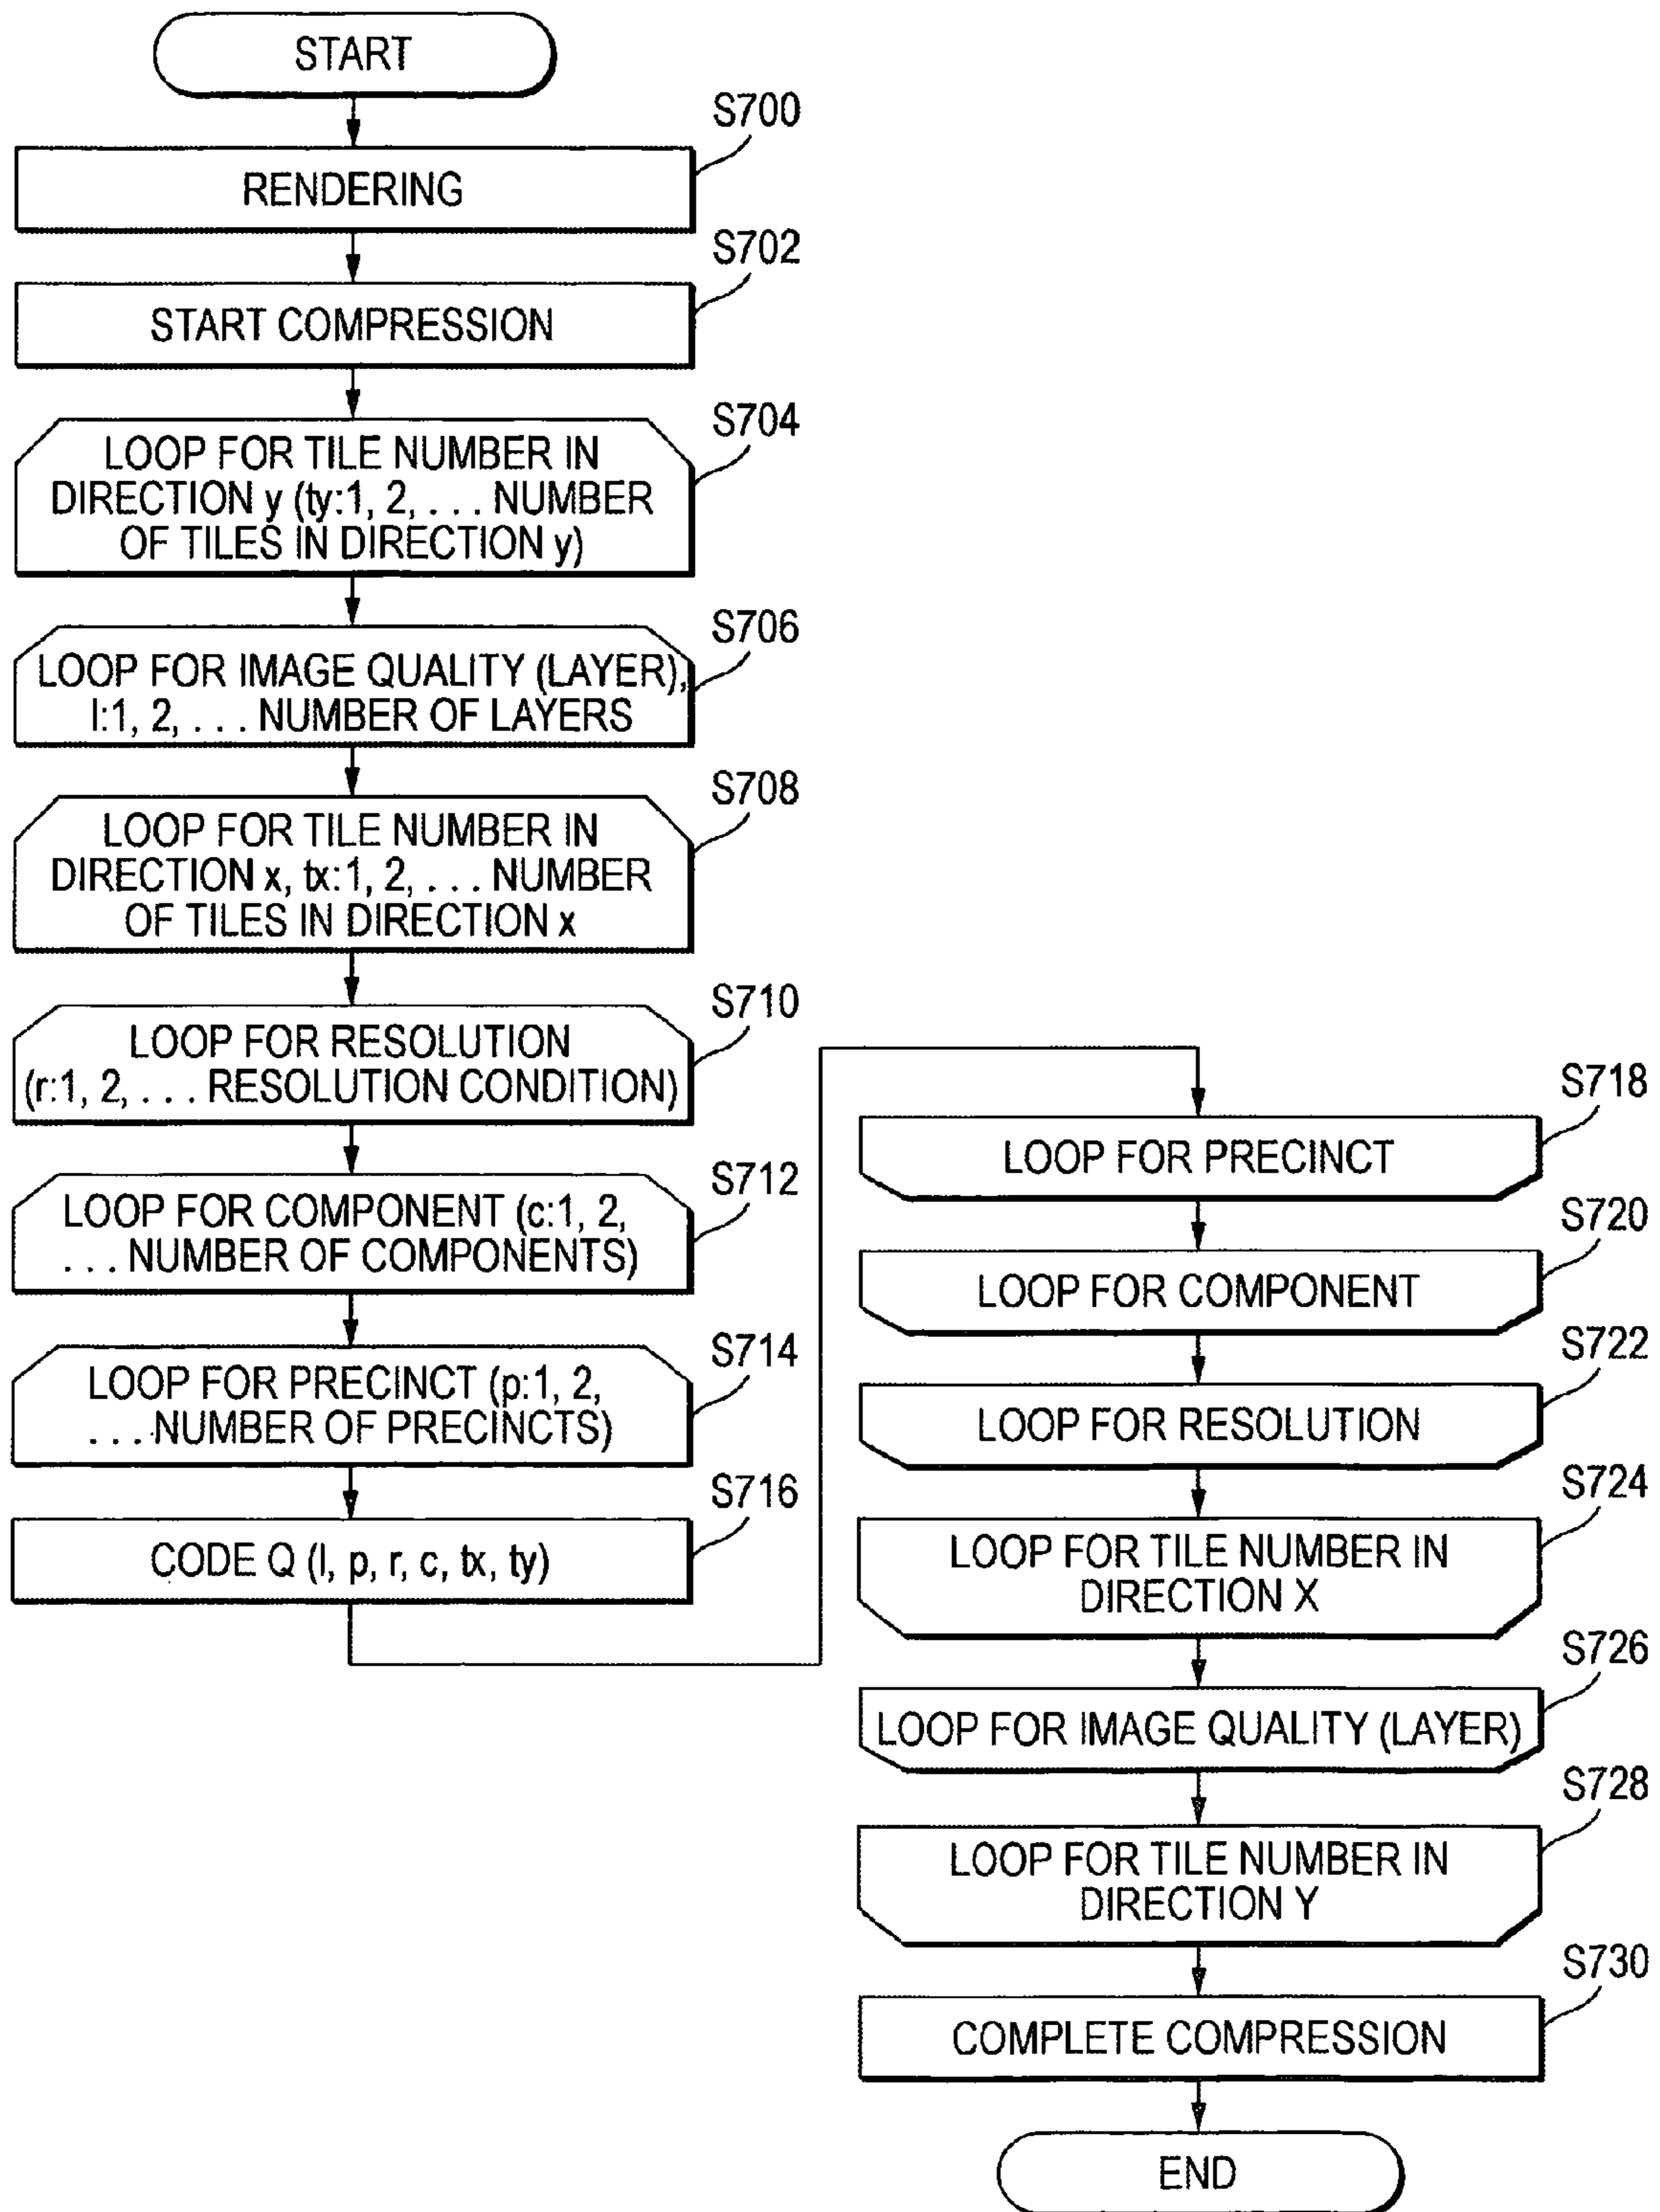 START
S700
RENDERING
S702
START COMPRESSION
S704
LOOP FOR TILE NUMBER IN
DIRECTION y (ty:1, 2, . . . NUMBER
OF TILES IN DIRECTION y)
S706
LOOP FOR IMAGE QUALITY (LAYER),
l:1, 2, . . . NUMBER OF LAYERS
S708
LOOP FOR TILE NUMBER IN
DIRECTION x, tx:1, 2, . . . NUMBER
OF TILES IN DIRECTION x
S710
LOOP FOR RESOLUTION
(r:1, 2, . . . RESOLUTION CONDITION)
S712
LOOP FOR COMPONENT (c:1, 2,
. . . NUMBER OF COMPONENTS)
S714
LOOP FOR PRECINCT (p:1, 2,
. . . NUMBER OF PRECINCTS)
S716
CODE Q (l, p, r, c, tx, ty)
S718
LOOP FOR PRECINCT
S720
LOOP FOR COMPONENT
S722
LOOP FOR RESOLUTION
S724
LOOP FOR TILE NUMBER IN
DIRECTION X
S726
LOOP FOR IMAGE QUALITY (LAYER)
S728
LOOP FOR TILE NUMBER IN
DIRECTION Y
S730
COMPLETE COMPRESSION
END